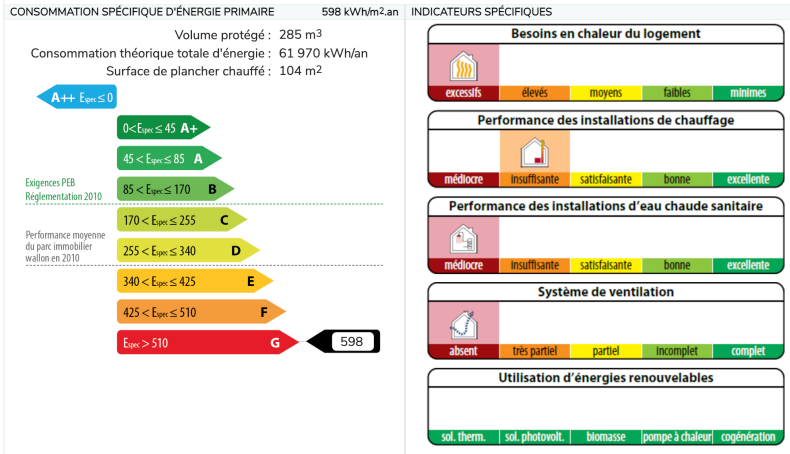 CONSOMMATION SPÉCIFIQUE D'ÉNERGIE PRIMAIRE 598 kWh/m2.an
Volume protégé : 285 m3
Consommation théorique totale d'énergie : 61 970 kWh/an
Surface de plancher chauffé : 104 m2
A++ Espec ≤ 0
0 < Espec ≤ 45 A+
45 < Espec ≤ 85 A
Exigences PEB
Réglementation 2010
85 < Espec ≤ 170 B
170 < Espec ≤ 255 C
Performance moyenne
du parc immobilier
wallon en 2010
255 < Espec ≤ 340 D
340 < Espec ≤ 425 E
425 < Espec ≤ 510 F
Espec > 510 G 598
INDICATEURS SPÉCIFIQUES
Besoins en chaleur du logement
excessifs élevés moyens faibles minimes
Performance des installations de chauffage
médiocre insuffisante satisfaisante bonne excellente
Performance des installations d'eau chaude sanitaire
médiocre insuffisante satisfaisante bonne excellente
Système de ventilation
absent très partiel partiel incomplet complet
Utilisation d'énergies renouvelables
sol. therm. sol. photovolt. biomasse pompe à chaleur cogénération